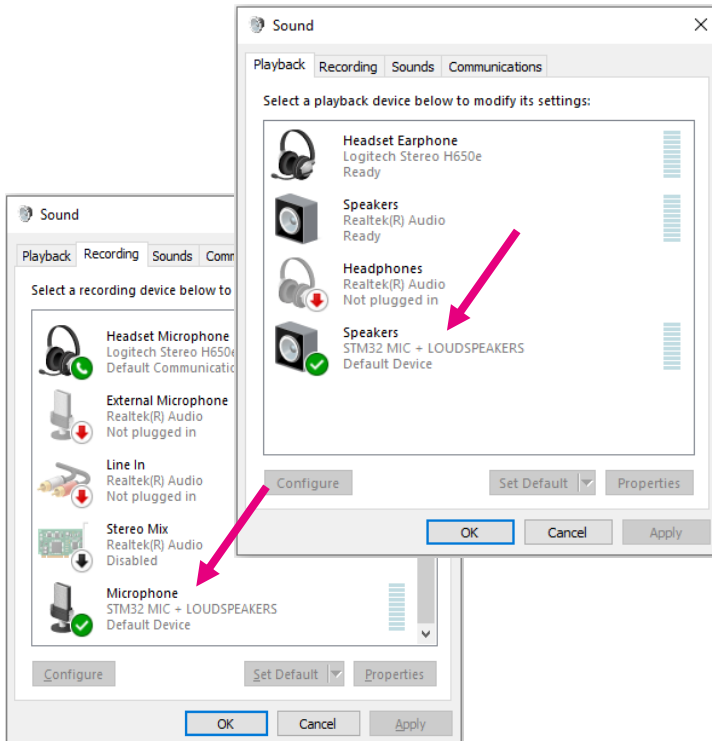 Sound
Playback Recording Sounds Communications
Select a playback device below to modify its settings:
Headset Earphone
Logitech Stereo H650e
Ready
Speakers
Realtek(R) Audio
Ready
Headphones
Realtek(R) Audio
Not plugged in
Speakers
STM32 MIC + LOUDSPEAKERS
Default Device
Configure Set Default Properties
OK Cancel Apply
Sound
Playback Recording Sounds Comm
Select a recording device below to
Headset Microphone
Logitech Stereo H650e
Default Communicatic
External Microphone
Realtek(R) Audio
Not plugged in
Line In
Realtek(R) Audio
Not plugged in
Stereo Mix
Realtek(R) Audio
Disabled
Microphone
STM32 MIC + LOUDSPEAKERS
Default Device
Configure Set Default Properties
OK Cancel Apply